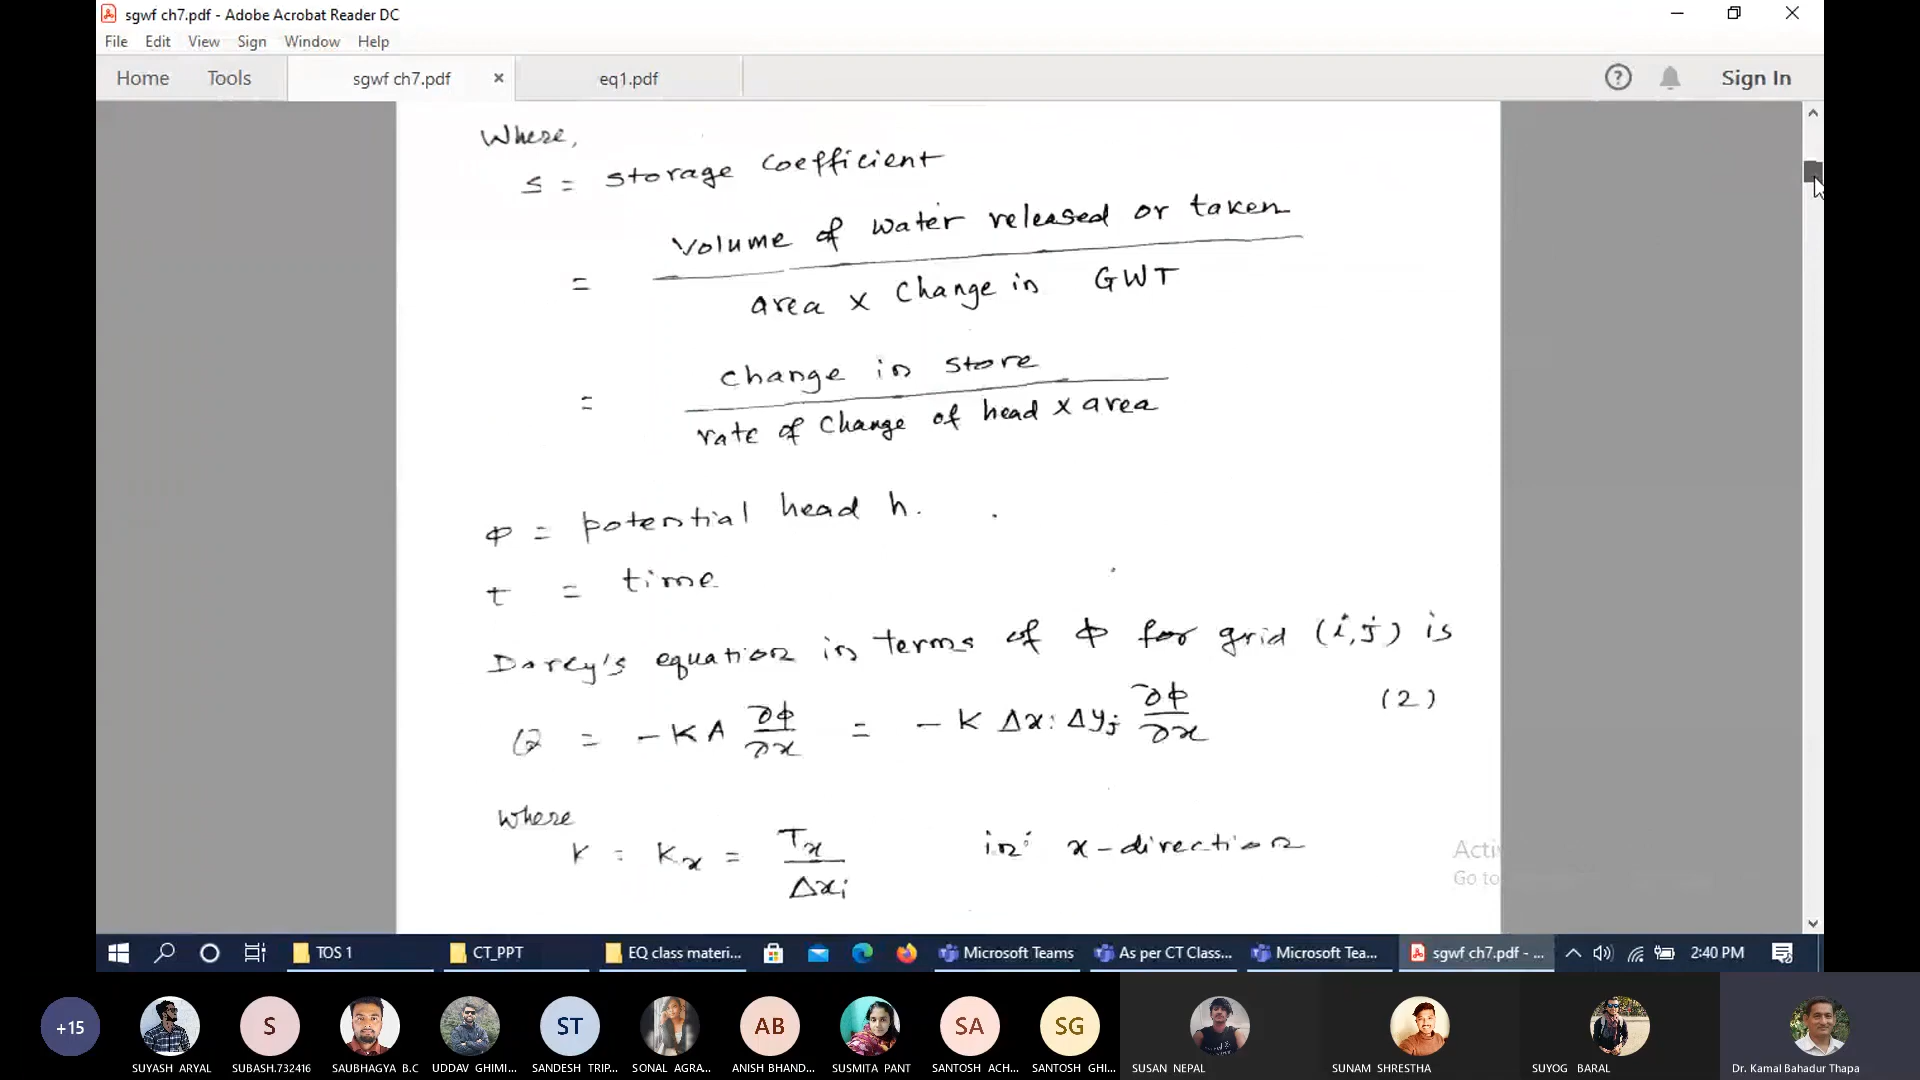 sgwf ch7.pdf - Adobe Acrobat Reader DC
File Edit View Sign Window Help
Home Tools sgwf ch7.pdf × eq1.pdf ? Sign In
Where,
S = storage coefficient
= Volume of water released or taken
area x Change in GWT
= change in store
rate of Change of head x area
Φ = potential head h.
t = time
Darcy's equation in terms of Φ for grid (i,j) is
Q = -KA ∂Φ/∂x = -K Δxi Δyj ∂Φ/∂x (2)
Where
K = Kx = Tx/Δxi in x-direction
Acti
Go to
TOS 1 CT_PPT EQ class materi... Microsoft Teams As per CT Class... Microsoft Tea... sgwf ch7.pdf - ... 2:40 PM
+15 S ST AB SA SG
SUYASH ARYAL SUBASH.732416 SAUBHAGYA B.C UDDAV GHIMI... SANDESH TRIP... SONAL AGRA... ANISH BHAND... SUSMITA PANT SANTOSH ACH... SANTOSH GHI... SUSAN NEPAL SUNAM SHRESTHA SUYOG BARAL Dr. Kamal Bahadur Thapa